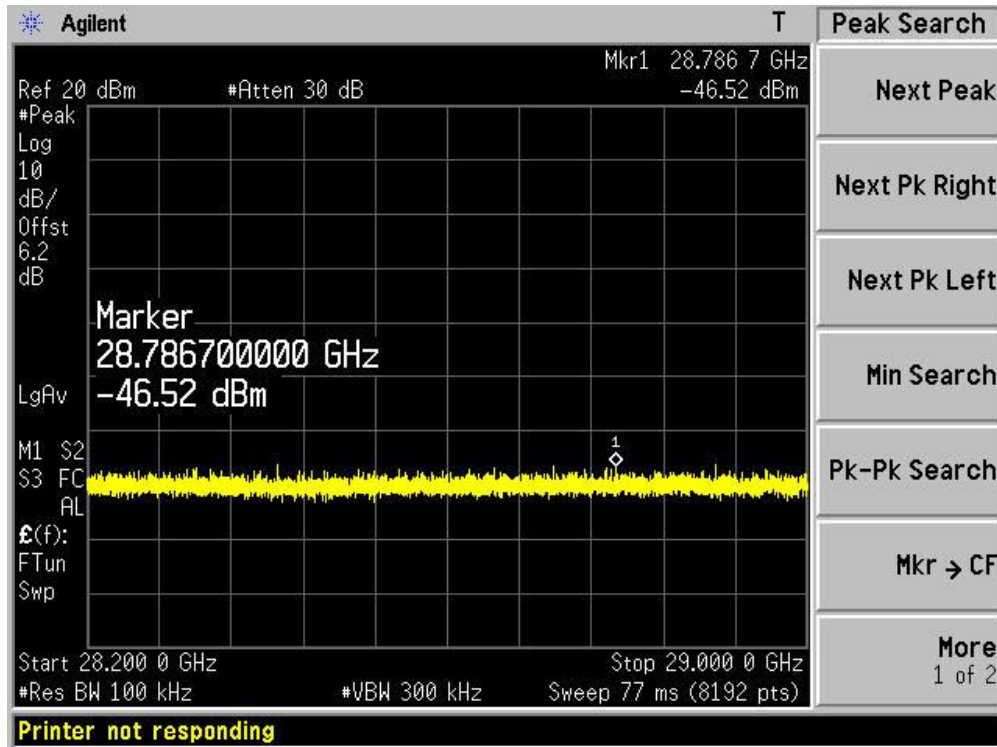 Agilent T Peak Search
Mkr1 28.786 7 GHz
Ref 20 dBm #Atten 30 dB -46.52 dBm
#Peak
Log
10
dB/
Offst
6.2
dB
Marker
28.786700000 GHz
-46.52 dBm
LgAv
1
M1 S2
S3 FC
AL
£(f):
FTun
Swp
Start 28.200 0 GHz Stop 29.000 0 GHz
#Res BW 100 kHz #VBW 300 kHz Sweep 77 ms (8192 pts)
Printer not responding
Next Peak
Next Pk Right
Next Pk Left
Min Search
Pk-Pk Search
Mkr → CF
More
1 of 2